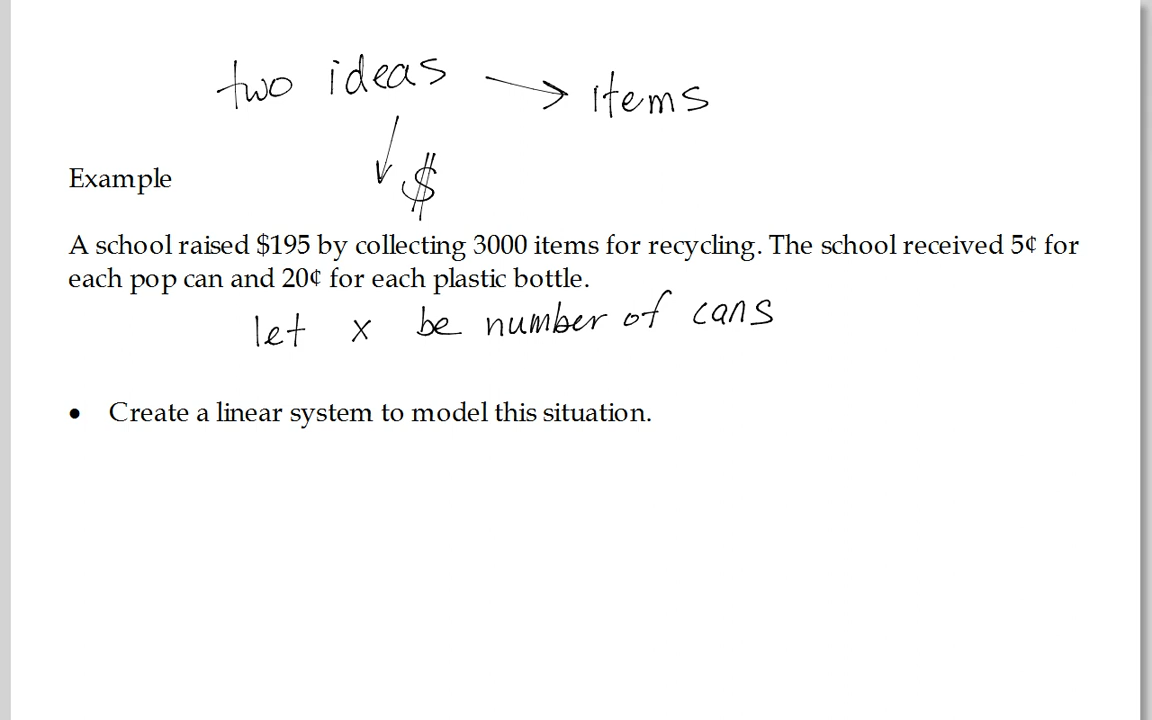 two ideas → items
$
Example
A school raised $195 by collecting 3000 items for recycling. The school received 5¢ for
each pop can and 20¢ for each plastic bottle.
let x be number of cans
• Create a linear system to model this situation.